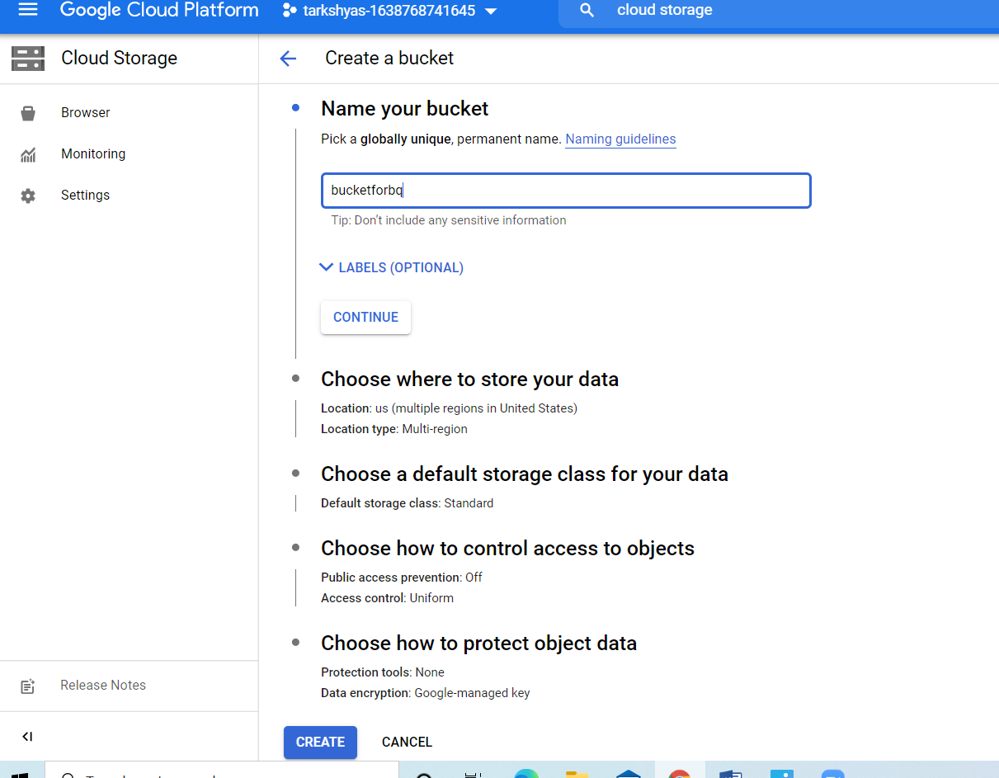 Google Cloud Platform
tarkshyas-1638768741645
cloud storage
Cloud Storage
Create a bucket
Browser
Monitoring
Settings
Name your bucket
Pick a globally unique, permanent name. Naming guidelines
bucketforbq
Tip: Don't include any sensitive information
LABELS (OPTIONAL)
CONTINUE
Choose where to store your data
Location: us (multiple regions in United States)
Location type: Multi-region
Choose a default storage class for your data
Default storage class: Standard
Choose how to control access to objects
Public access prevention: Off
Access control: Uniform
Choose how to protect object data
Protection tools: None
Data encryption: Google-managed key
Release Notes
CREATE
CANCEL